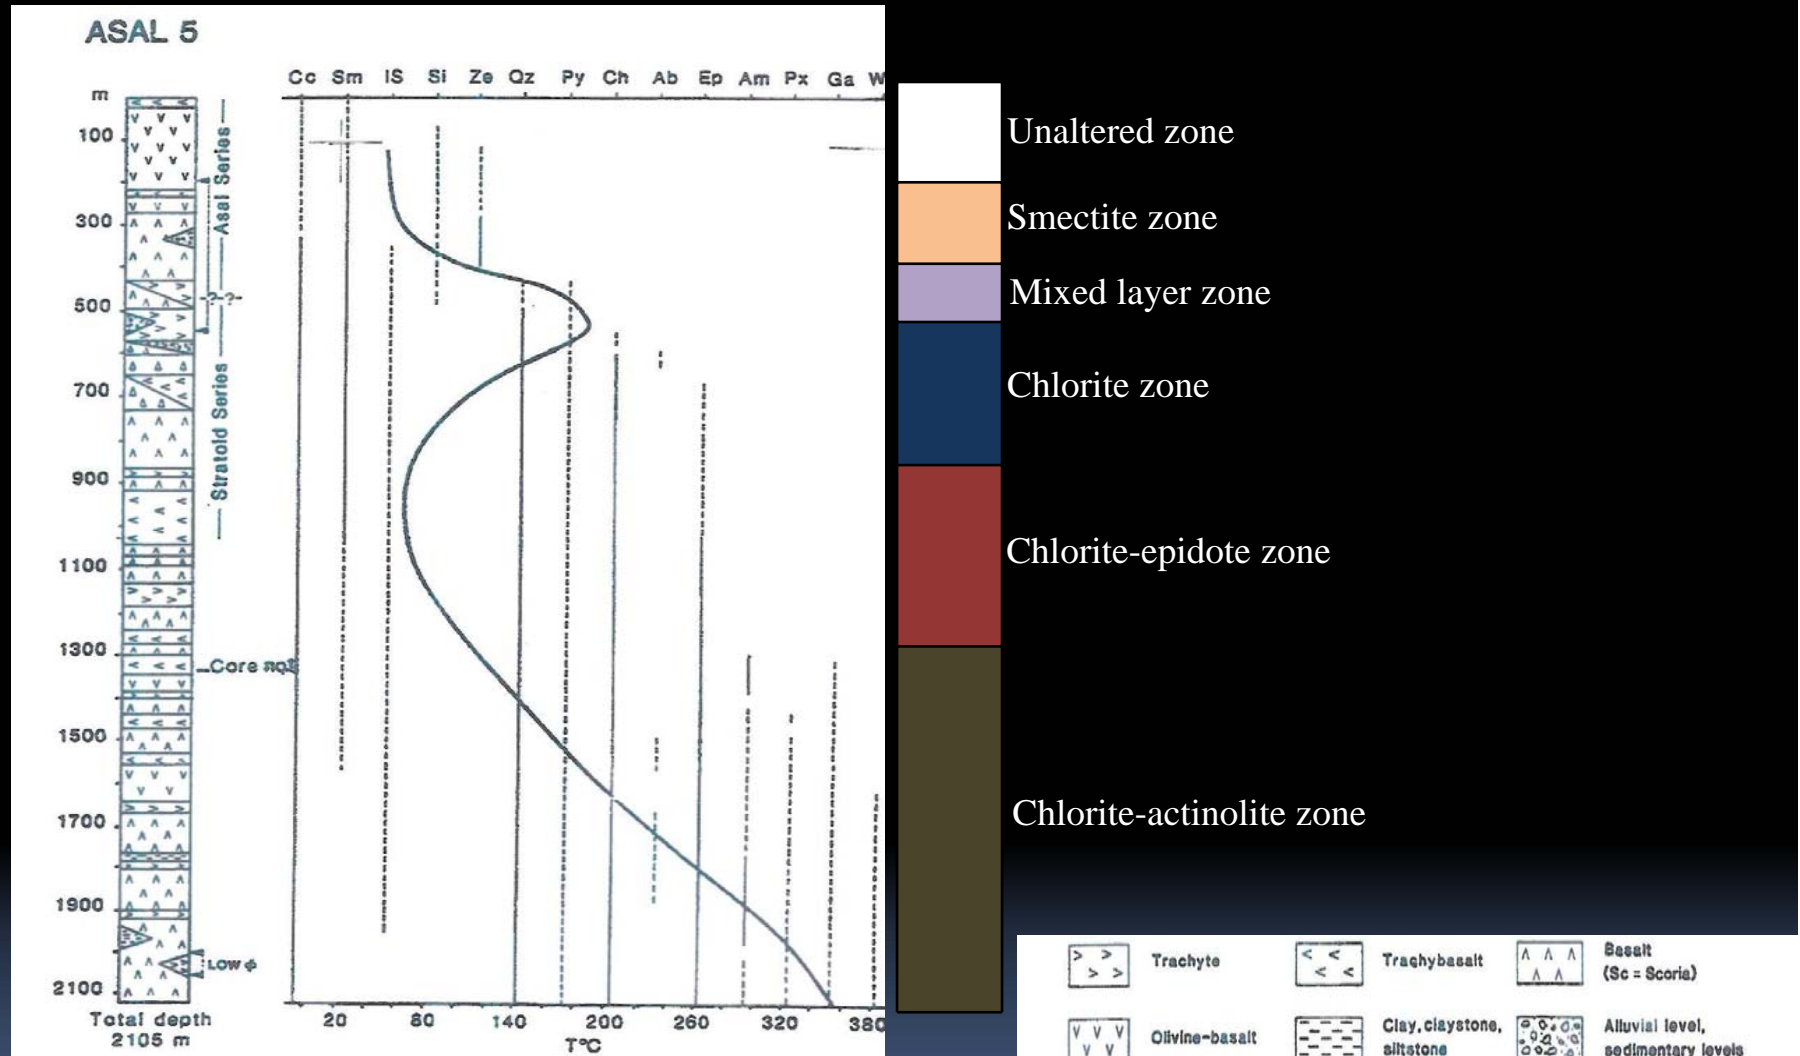 ASAL 5
Cc Sm IS Si Ze Qz Py Ch Ab Ep Am Px Ga W
m
100
300
500
700
900
1100
1300
1500
1700
1900
2100
Asal Series
-?-?-
Stratoid Series
Core
Low ϕ
Total depth
2105 m
20 80 140 200 260 320 380
T°C
Unaltered zone
Smectite zone
Mixed layer zone
Chlorite zone
Chlorite-epidote zone
Chlorite-actinolite zone
Trachyte
Trachybasalt
Basalt
(Sc = Scoria)
Olivine-basalt
Clay, claystone,
siltstone
Alluvial level,
sedimentary levels